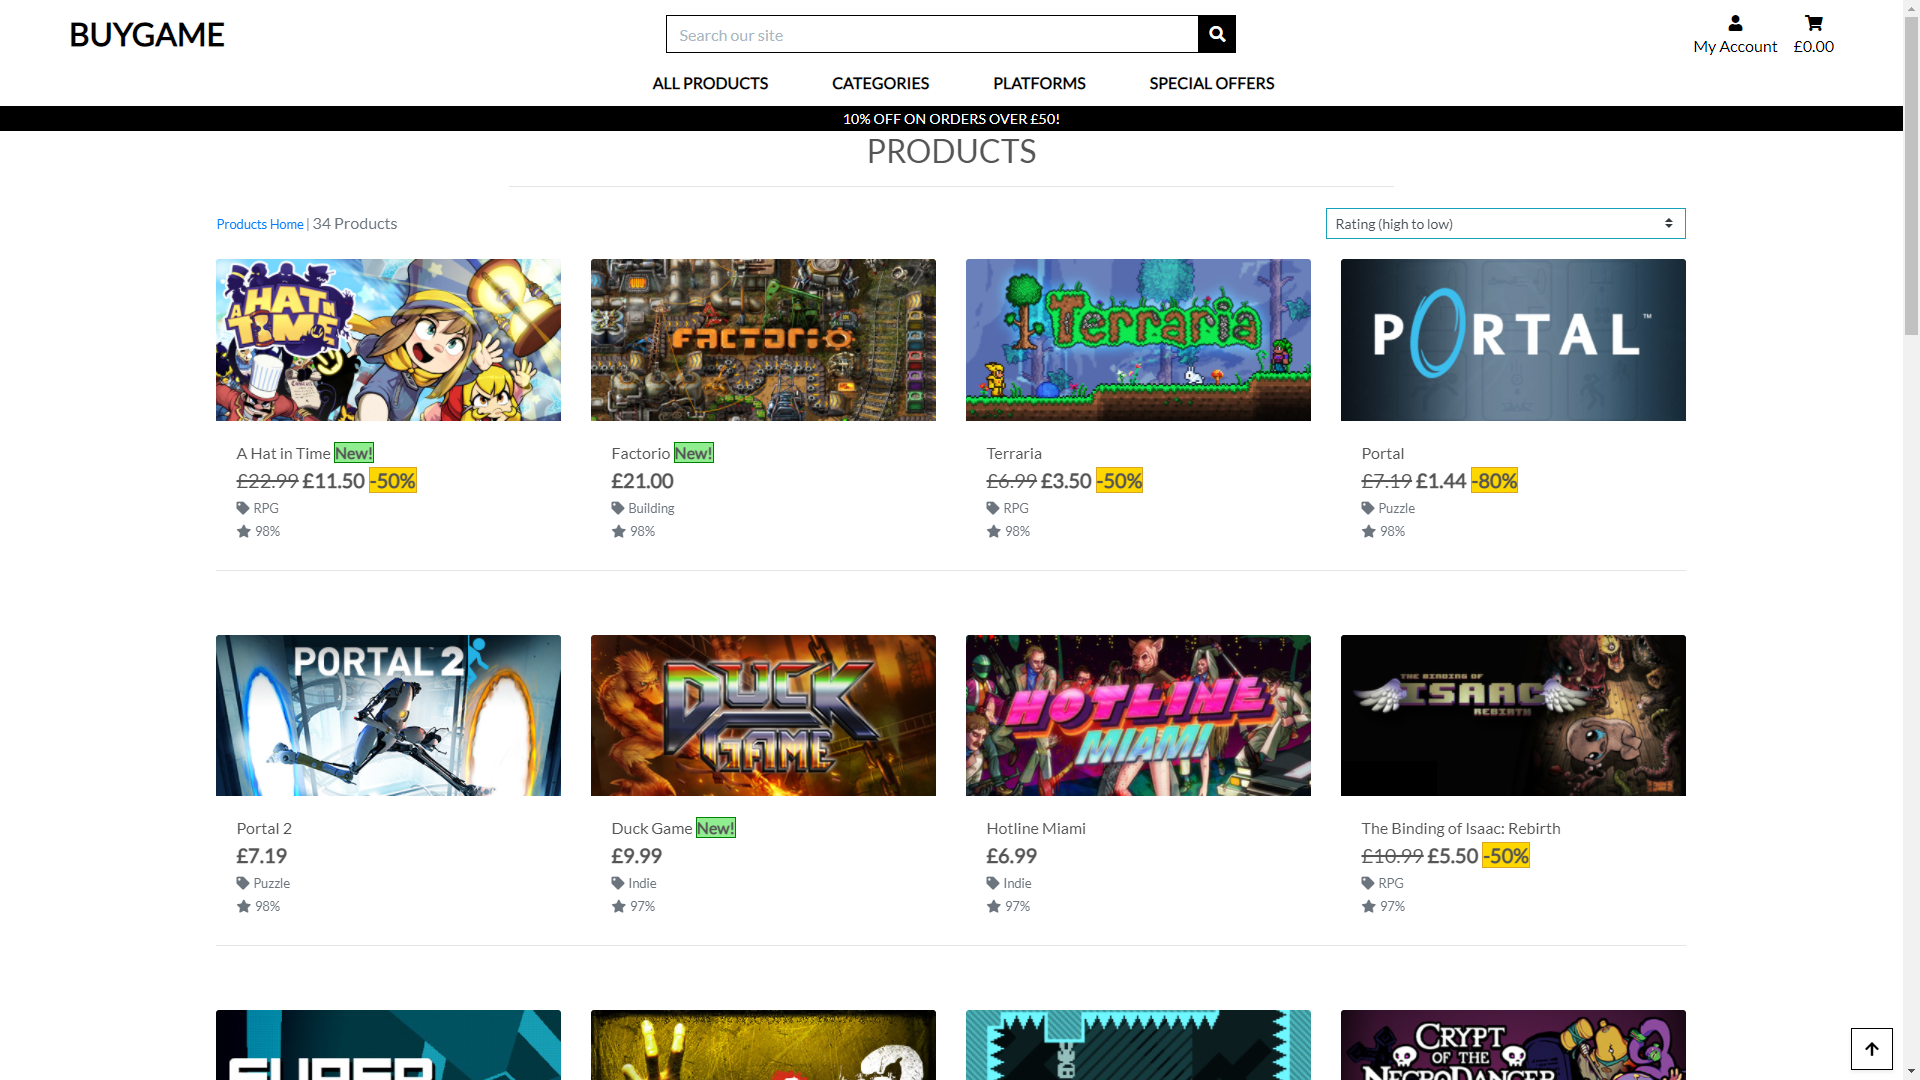 BUYGAME
Search our site
My Account
£0.00
ALL PRODUCTS
CATEGORIES
PLATFORMS
SPECIAL OFFERS
10% OFF ON ORDERS OVER £50!
PRODUCTS
Products Home | 34 Products
Rating (high to low)
A HAT IN TIME
FACTORIO
Terraria
PORTAL™
A Hat in Time New!
£22.99 £11.50 -50%
RPG
98%
Factorio New!
£21.00
Building
98%
Terraria
£6.99 £3.50 -50%
RPG
98%
Portal
£7.19 £1.44 -80%
Puzzle
98%
PORTAL 2
DUCK
GAME
HOTLINE
MIAMI
THE BINDING OF
ISAAC
REBIRTH
Portal 2
£7.19
Puzzle
98%
Duck Game New!
£9.99
Indie
97%
Hotline Miami
£6.99
Indie
97%
The Binding of Isaac: Rebirth
£10.99 £5.50 -50%
RPG
97%
SUPER
2
CRYPT
OF THE
NECRODANCER